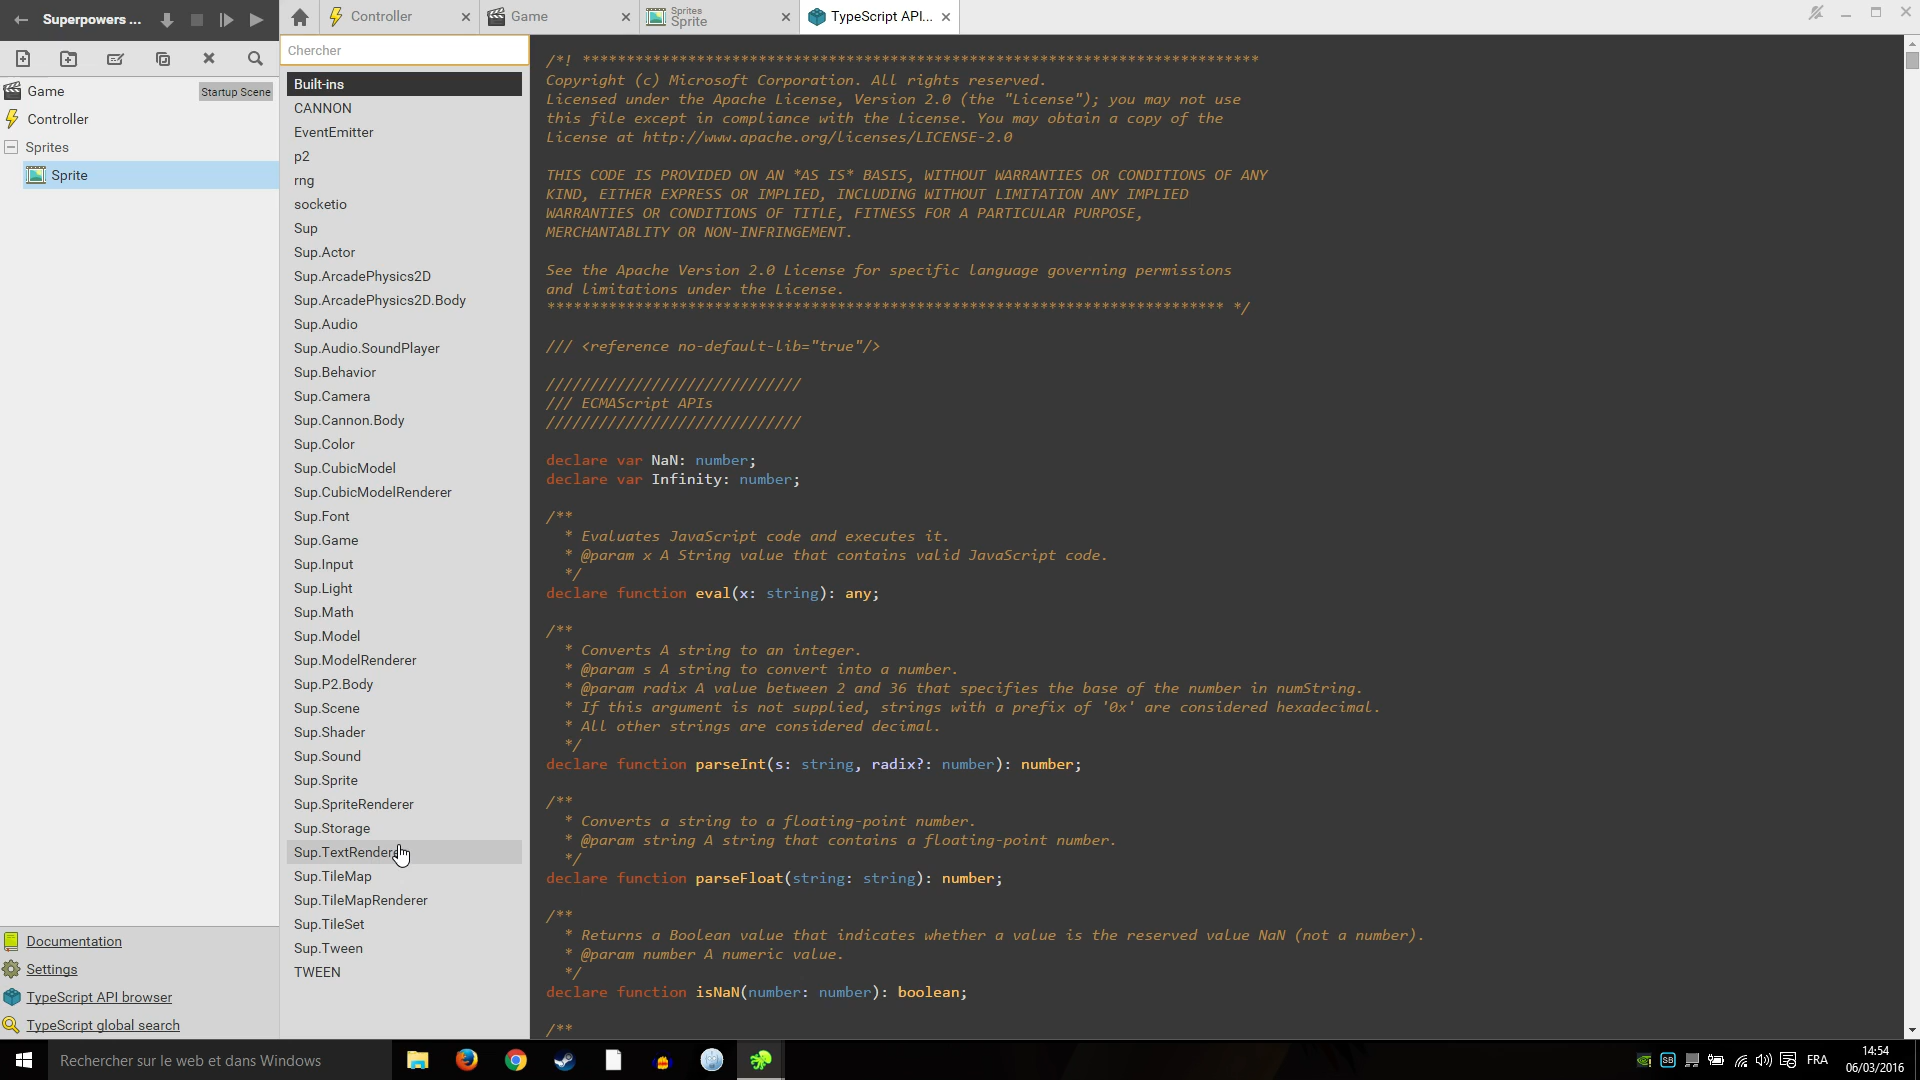 Superpowers ...
Controller
Game
Sprites
Sprite
TypeScript API...
Game
Startup Scene
Controller
Sprites
Sprite
Documentation
Settings
TypeScript API browser
TypeScript global search
Chercher
Built-ins
CANNON
EventEmitter
p2
rng
socketio
Sup
Sup.Actor
Sup.ArcadePhysics2D
Sup.ArcadePhysics2D.Body
Sup.Audio
Sup.Audio.SoundPlayer
Sup.Behavior
Sup.Camera
Sup.Cannon.Body
Sup.Color
Sup.CubicModel
Sup.CubicModelRenderer
Sup.Font
Sup.Game
Sup.Input
Sup.Light
Sup.Math
Sup.Model
Sup.ModelRenderer
Sup.P2.Body
Sup.Scene
Sup.Shader
Sup.Sound
Sup.Sprite
Sup.SpriteRenderer
Sup.Storage
Sup.TextRenderer
Sup.TileMap
Sup.TileMapRenderer
Sup.TileSet
Sup.Tween
TWEEN
/*! *****************************************************************************
Copyright (c) Microsoft Corporation. All rights reserved.
Licensed under the Apache License, Version 2.0 (the "License"); you may not use
this file except in compliance with the License. You may obtain a copy of the
License at http://www.apache.org/licenses/LICENSE-2.0
THIS CODE IS PROVIDED ON AN *AS IS* BASIS, WITHOUT WARRANTIES OR CONDITIONS OF ANY
KIND, EITHER EXPRESS OR IMPLIED, INCLUDING WITHOUT LIMITATION ANY IMPLIED
WARRANTIES OR CONDITIONS OF TITLE, FITNESS FOR A PARTICULAR PURPOSE,
MERCHANTABLITY OR NON-INFRINGEMENT.
See the Apache Version 2.0 License for specific language governing permissions
and limitations under the License.
***************************************************************************** */
/// <reference no-default-lib="true"/>
/////////////////////////////
/// ECMAScript APIs
/////////////////////////////
declare var NaN: number;
declare var Infinity: number;
/**
* Evaluates JavaScript code and executes it.
* @param x A String value that contains valid JavaScript code.
*/
declare function eval(x: string): any;
/**
* Converts A string to an integer.
* @param s A string to convert into a number.
* @param radix A value between 2 and 36 that specifies the base of the number in numString.
* If this argument is not supplied, strings with a prefix of '0x' are considered hexadecimal.
* All other strings are considered decimal.
*/
declare function parseInt(s: string, radix?: number): number;
/**
* Converts a string to a floating-point number.
* @param string A string that contains a floating-point number.
*/
declare function parseFloat(string: string): number;
/**
* Returns a Boolean value that indicates whether a value is the reserved value NaN (not a number).
* @param number A numeric value.
*/
declare function isNaN(number: number): boolean;
/**
Rechercher sur le web et dans Windows
SB
FRA
14:54
06/03/2016